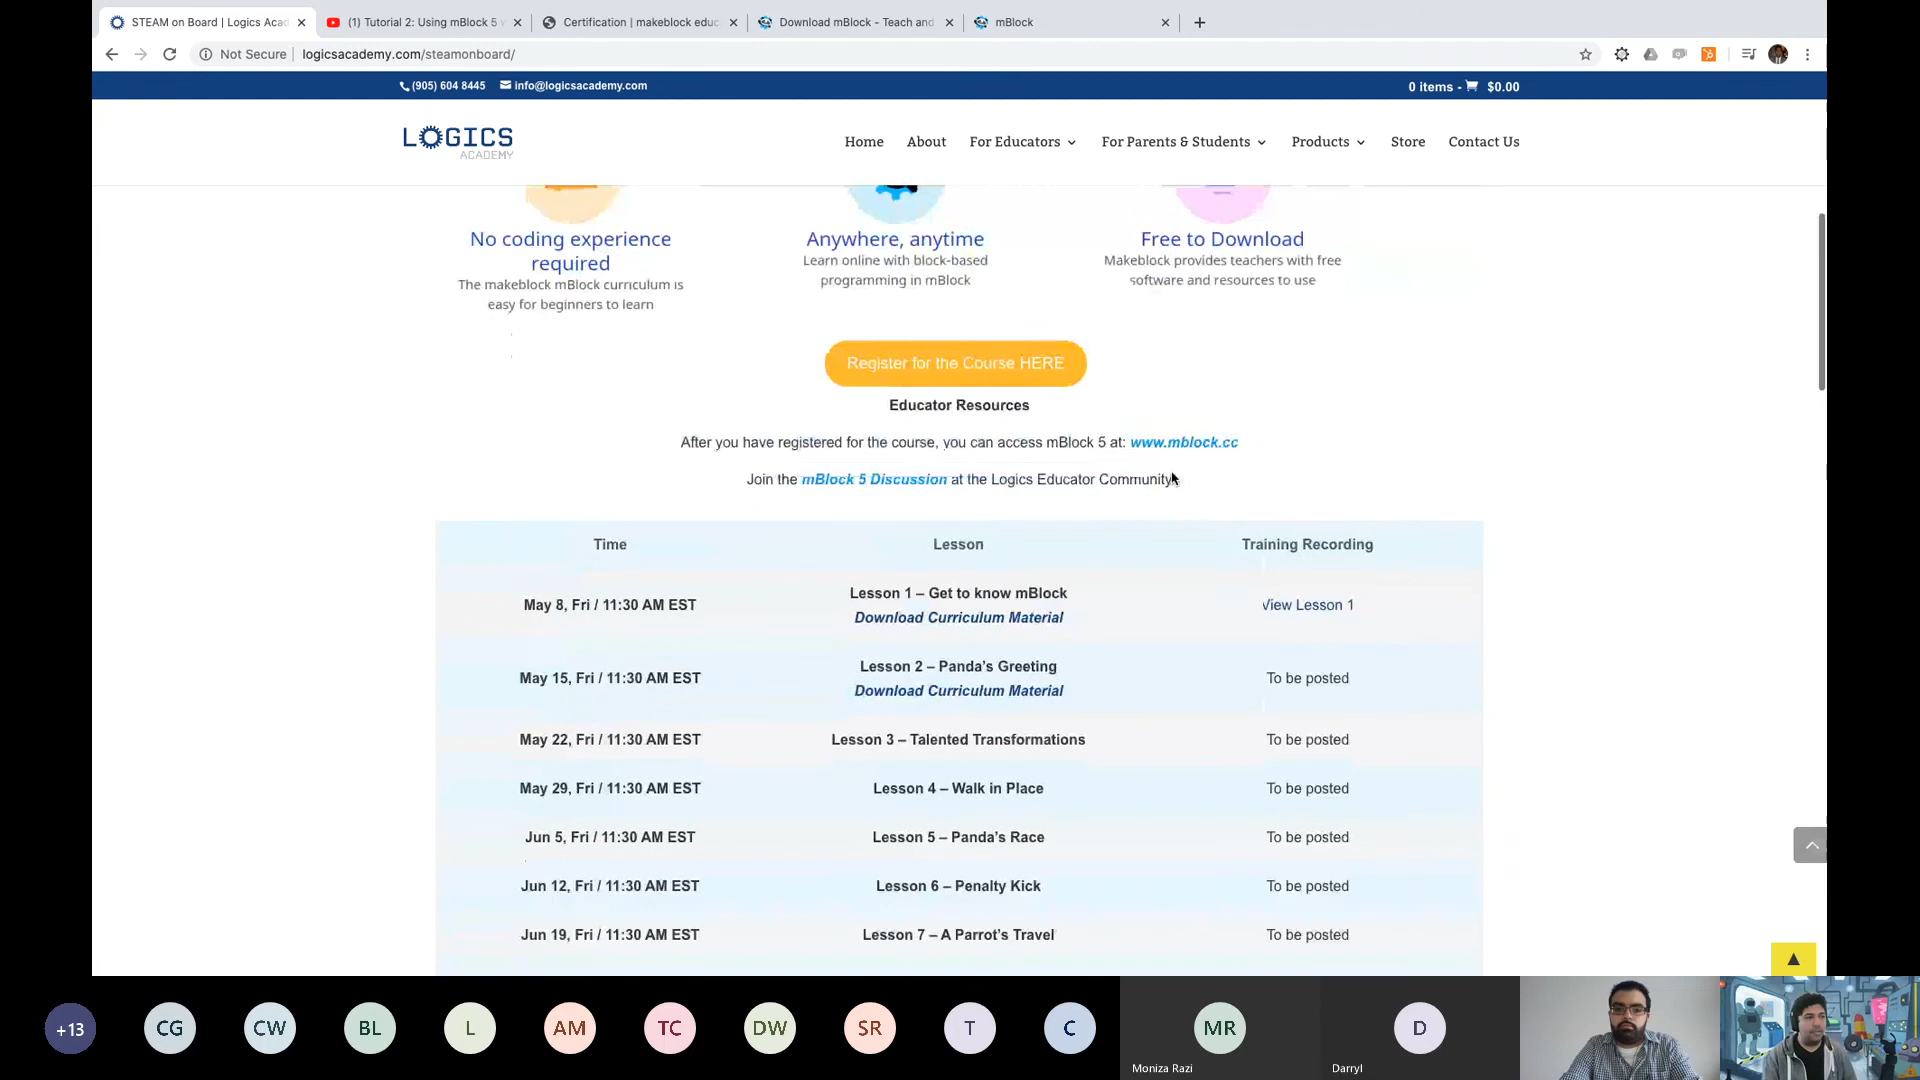 STEAM on Board | Logics Acad
(1) Tutorial 2: Using mBlock 5 w
Certification | makeblock educ
Download mBlock - Teach and
mBlock
Not Secure | logicsacademy.com/steamonboard/
(905) 604 8445 info@logicsacademy.com
0 items - $0.00
LOGICS
ACADEMY
Home About For Educators For Parents & Students Products Store Contact Us
No coding experience
required
The makeblock mBlock curriculum is
easy for beginners to learn
Anywhere, anytime
Learn online with block-based
programming in mBlock
Free to Download
Makeblock provides teachers with free
software and resources to use
Register for the Course HERE
Educator Resources
After you have registered for the course, you can access mBlock 5 at: www.mblock.cc
Join the mBlock 5 Discussion at the Logics Educator Community
Time Lesson Training Recording
May 8, Fri / 11:30 AM EST Lesson 1 – Get to know mBlock View Lesson 1
Download Curriculum Material
May 15, Fri / 11:30 AM EST Lesson 2 – Panda's Greeting To be posted
Download Curriculum Material
May 22, Fri / 11:30 AM EST Lesson 3 – Talented Transformations To be posted
May 29, Fri / 11:30 AM EST Lesson 4 – Walk in Place To be posted
Jun 5, Fri / 11:30 AM EST Lesson 5 – Panda's Race To be posted
Jun 12, Fri / 11:30 AM EST Lesson 6 – Penalty Kick To be posted
Jun 19, Fri / 11:30 AM EST Lesson 7 – A Parrot's Travel To be posted
+13 CG CW BL L AM TC DW SR T C MR D
Moniza Razi Darryl